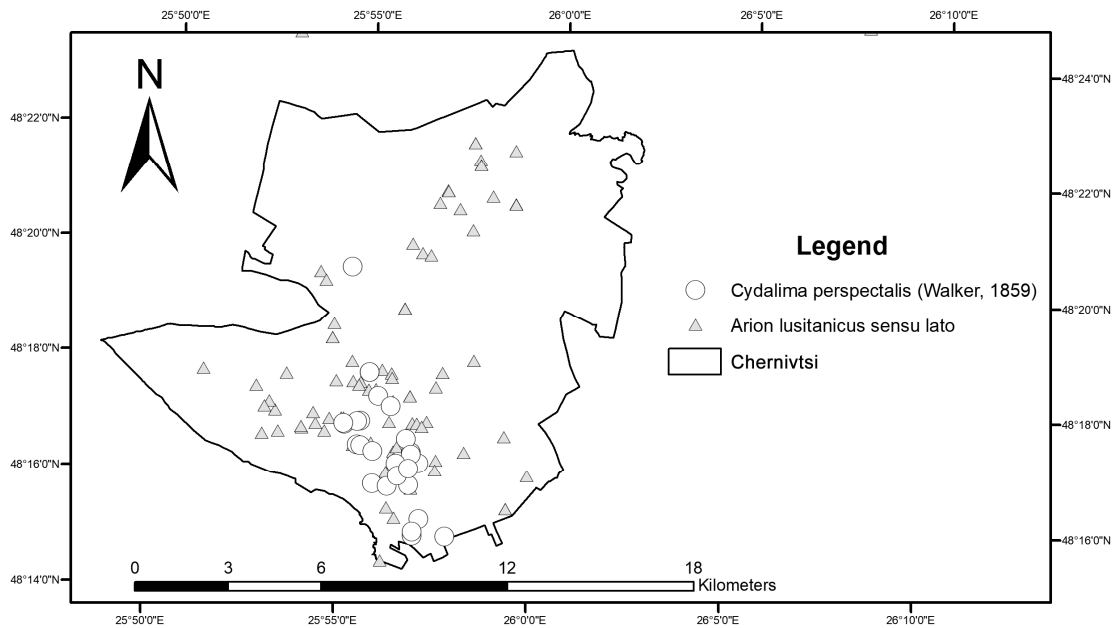 25°50'0"E 25°55'0"E 26°0'0"E 26°5'0"E 26°10'0"E
N
48°24'0"N
48°22'0"N
48°22'0"N
48°20'0"N
Legend
Cydalima perspectalis (Walker, 1859)
48°20'0"N
Arion lusitanicus sensu lato
48°18'0"N
Chernivtsi
48°18'0"N
48°16'0"N
48°16'0"N
0 3 6 12 18
48°14'0"N
Kilometers
25°50'0"E 25°55'0"E 26°0'0"E 26°5'0"E 26°10'0"E